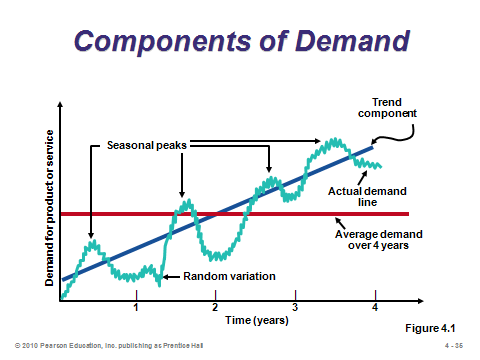 Components of Demand
Trend
component
Demand for product or service
Seasonal peaks
Actual demand
line
Average demand
over 4 years
Random variation
1 2 3 4
Time (years)
Figure 4.1
© 2010 Pearson Education, Inc. publishing as Prentice Hall
4 - 35